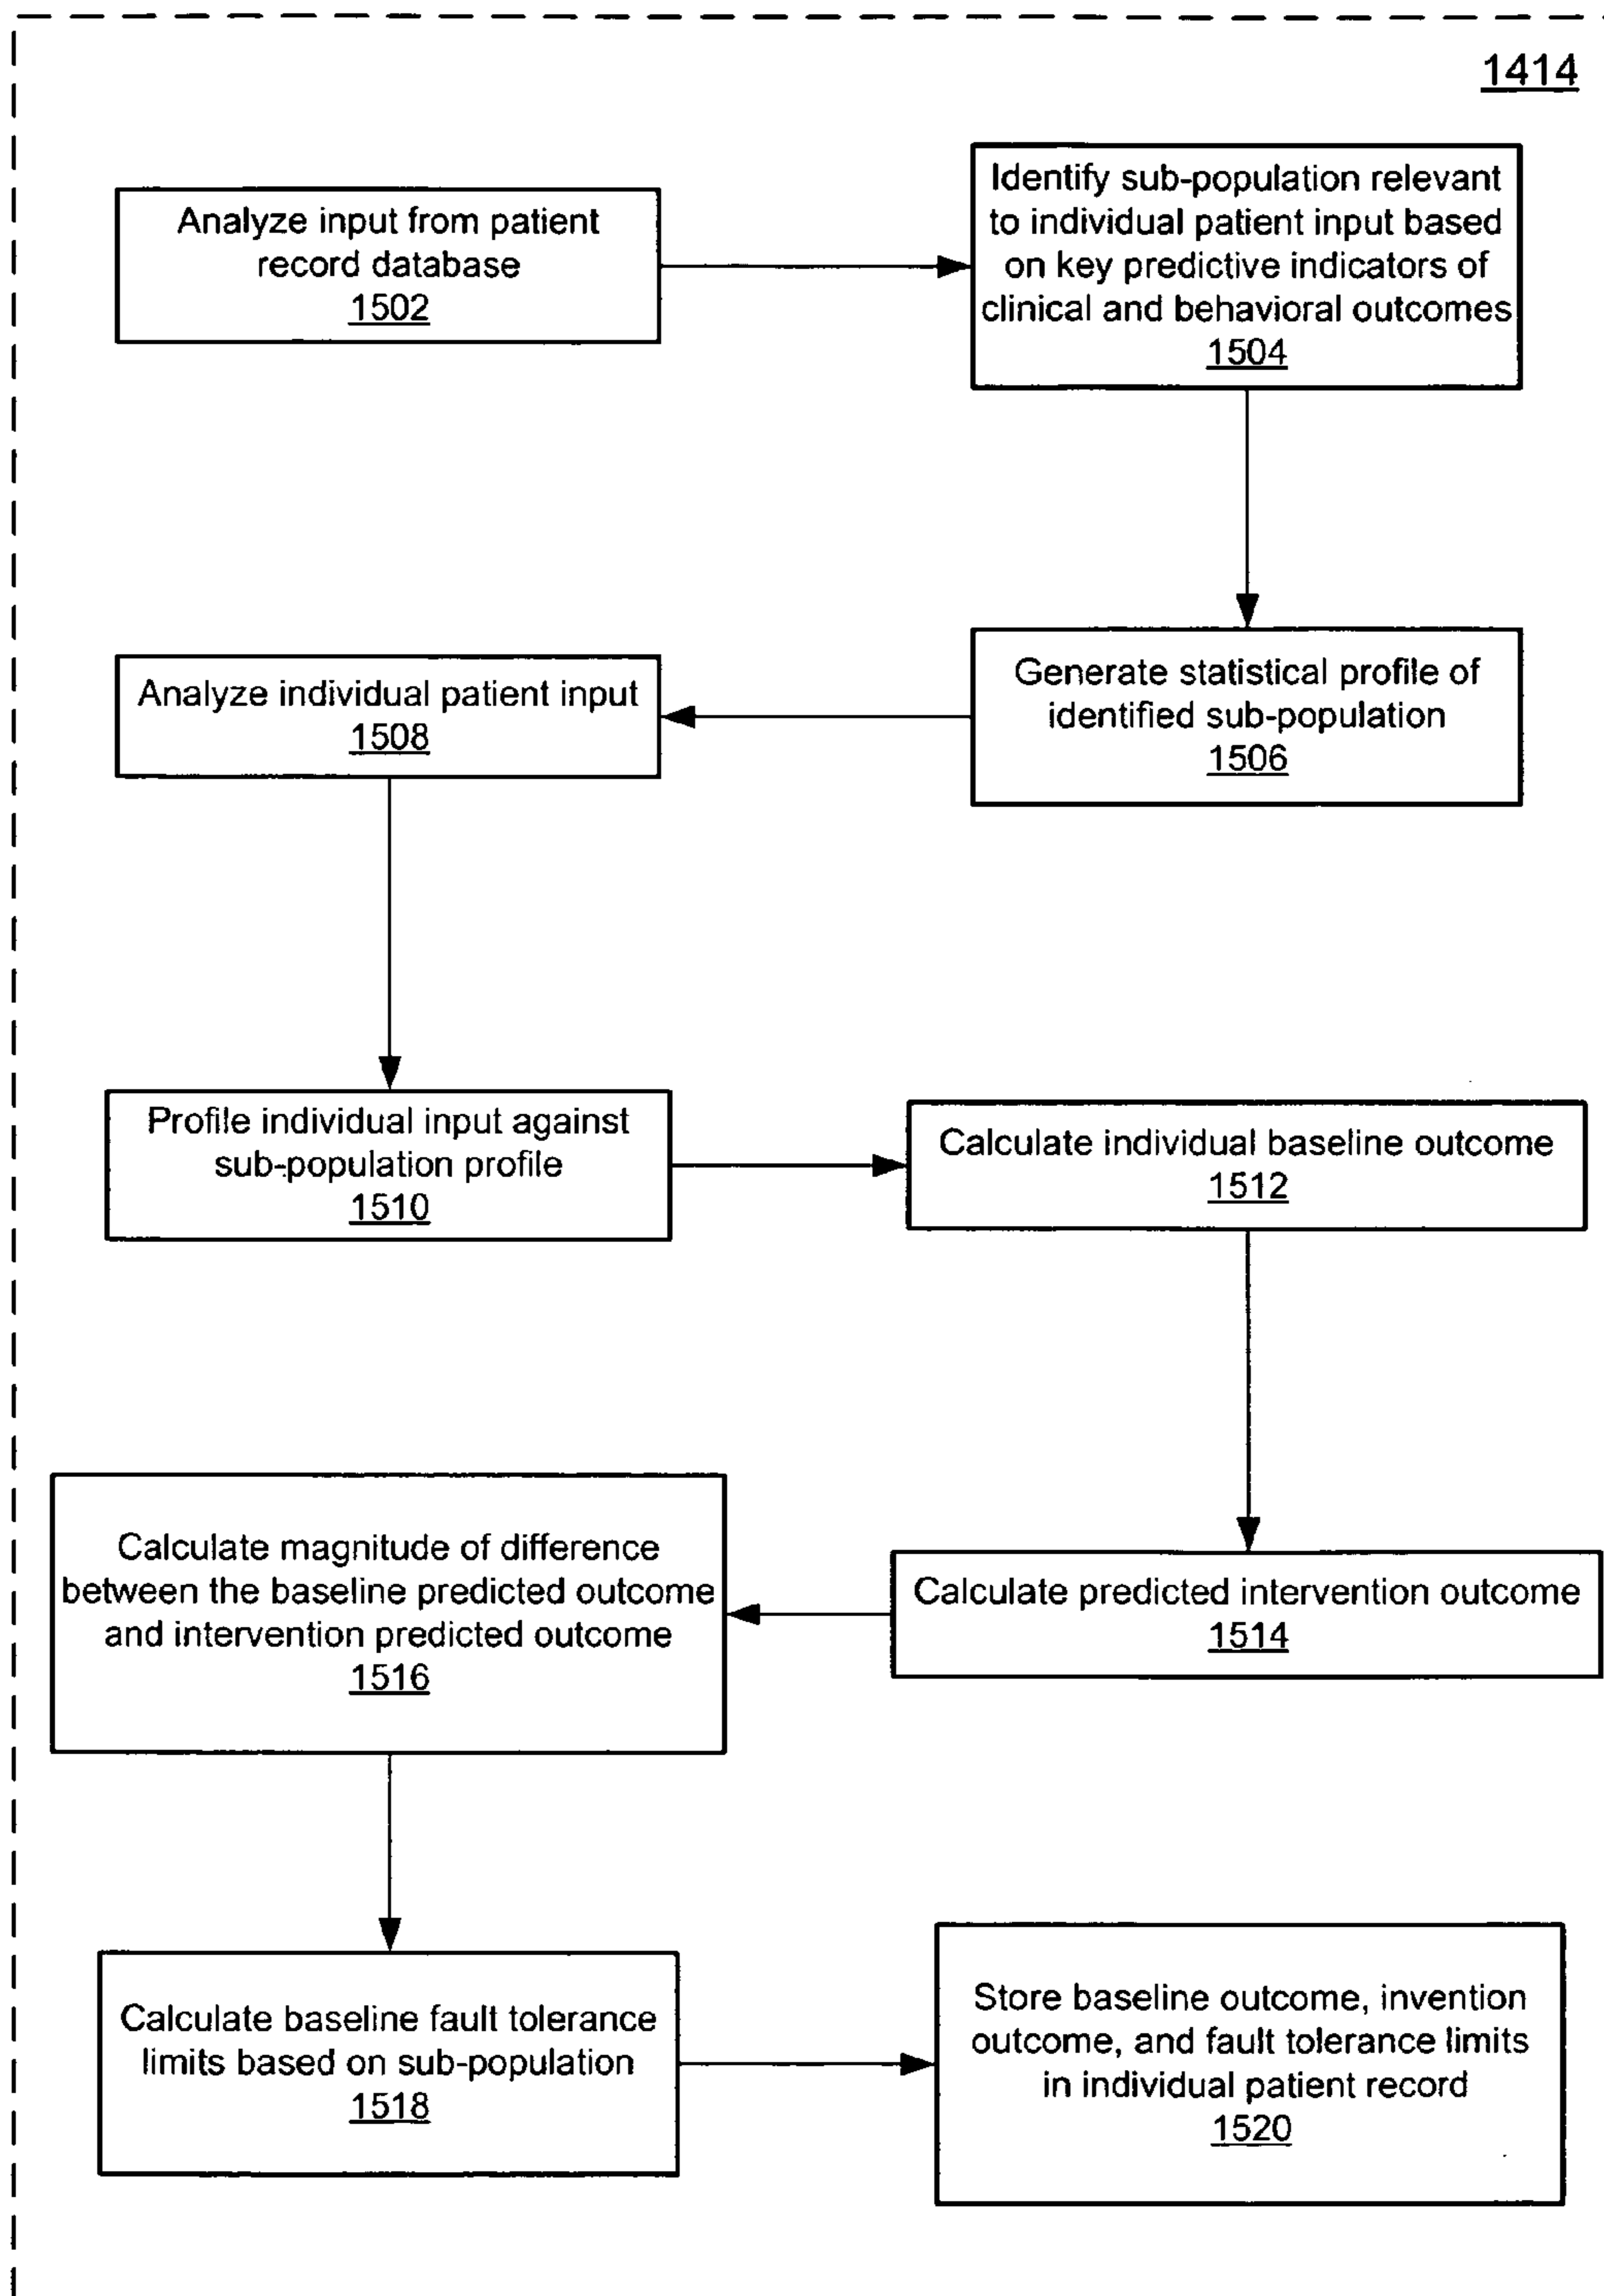 1414
Analyze input from patient
record database
1502
Identify sub-population relevant
to individual patient input based
on key predictive indicators of
clinical and behavioral outcomes
1504
Generate statistical profile of
identified sub-population
1506
Analyze individual patient input
1508
Profile individual input against
sub-population profile
1510
Calculate individual baseline outcome
1512
Calculate predicted intervention outcome
1514
Calculate magnitude of difference
between the baseline predicted outcome
and intervention predicted outcome
1516
Calculate baseline fault tolerance
limits based on sub-population
1518
Store baseline outcome, invention
outcome, and fault tolerance limits
in individual patient record
1520